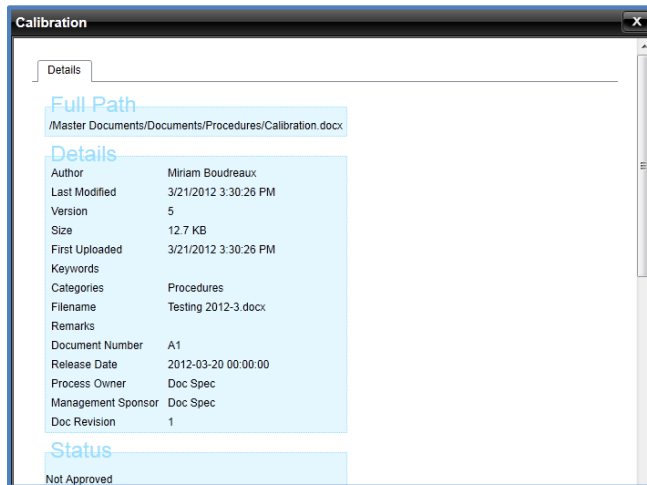 Calibration
X
Details
Full Path
/Master Documents/Documents/Procedures/Calibration.docx
Details
Author Miriam Boudreaux
Last Modified 3/21/2012 3:30:26 PM
Version 5
Size 12.7 KB
First Uploaded 3/21/2012 3:30:26 PM
Keywords
Categories Procedures
Filename Testing 2012-3.docx
Remarks
Document Number A1
Release Date 2012-03-20 00:00:00
Process Owner Doc Spec
Management Sponsor Doc Spec
Doc Revision 1
Status
Not Approved